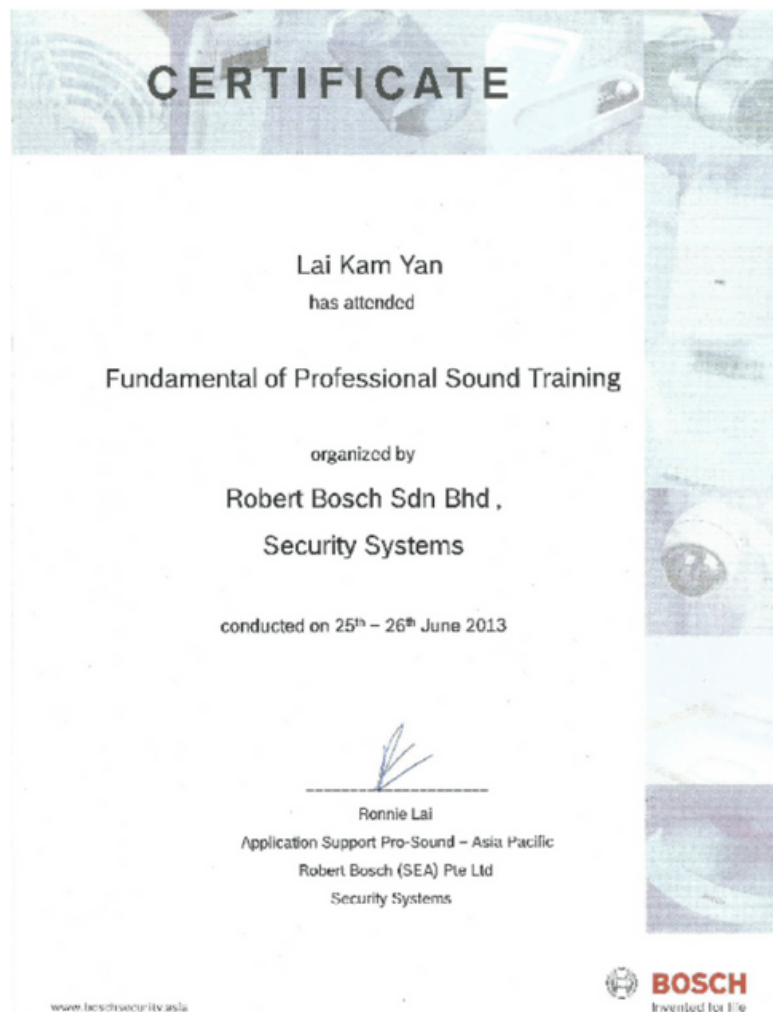 CERTIFICATE
Lai Kam Yan
has attended
Fundamental of Professional Sound Training
organized by
Robert Bosch Sdn Bhd ,
Security Systems
conducted on 25th – 26th June 2013
Ronnie Lai
Application Support Pro-Sound – Asia Pacific
Robert Bosch (SEA) Pte Ltd
Security Systems
BOSCH
Invented for life
www.boschsecurity.asia